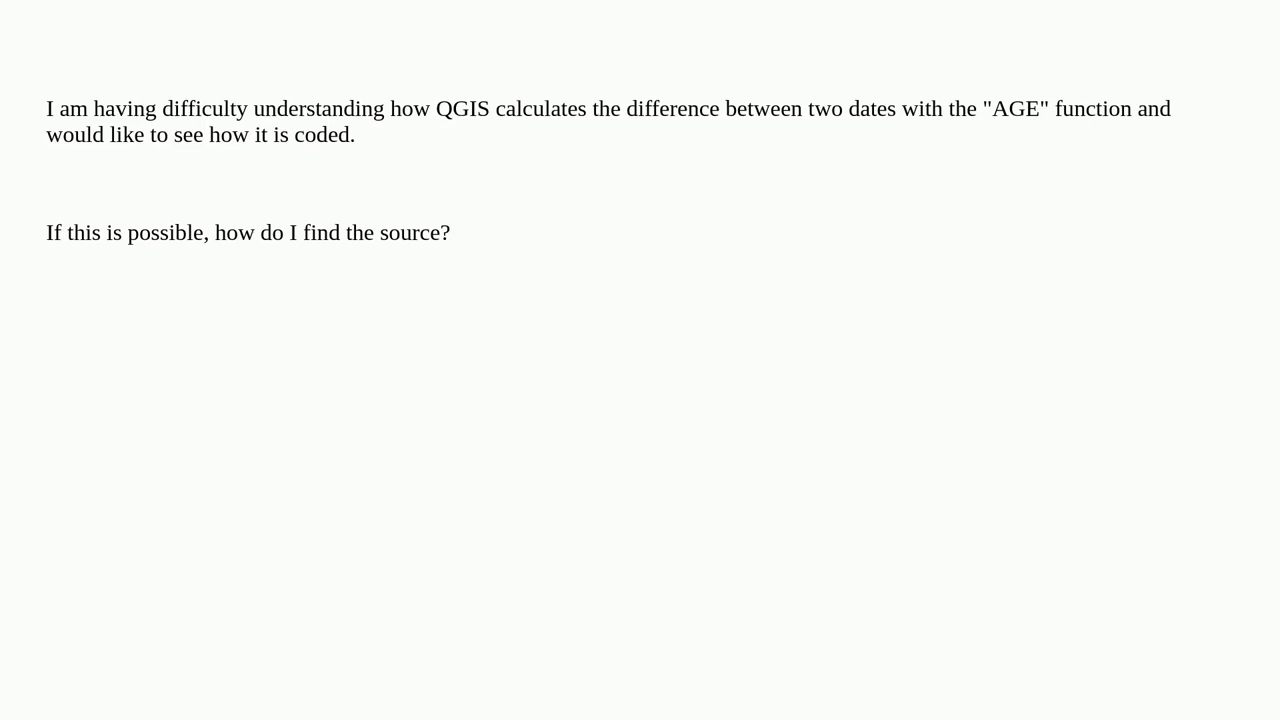 I am having difficulty understanding how QGIS calculates the difference between two dates with the "AGE" function and
would like to see how it is coded.
If this is possible, how do I find the source?